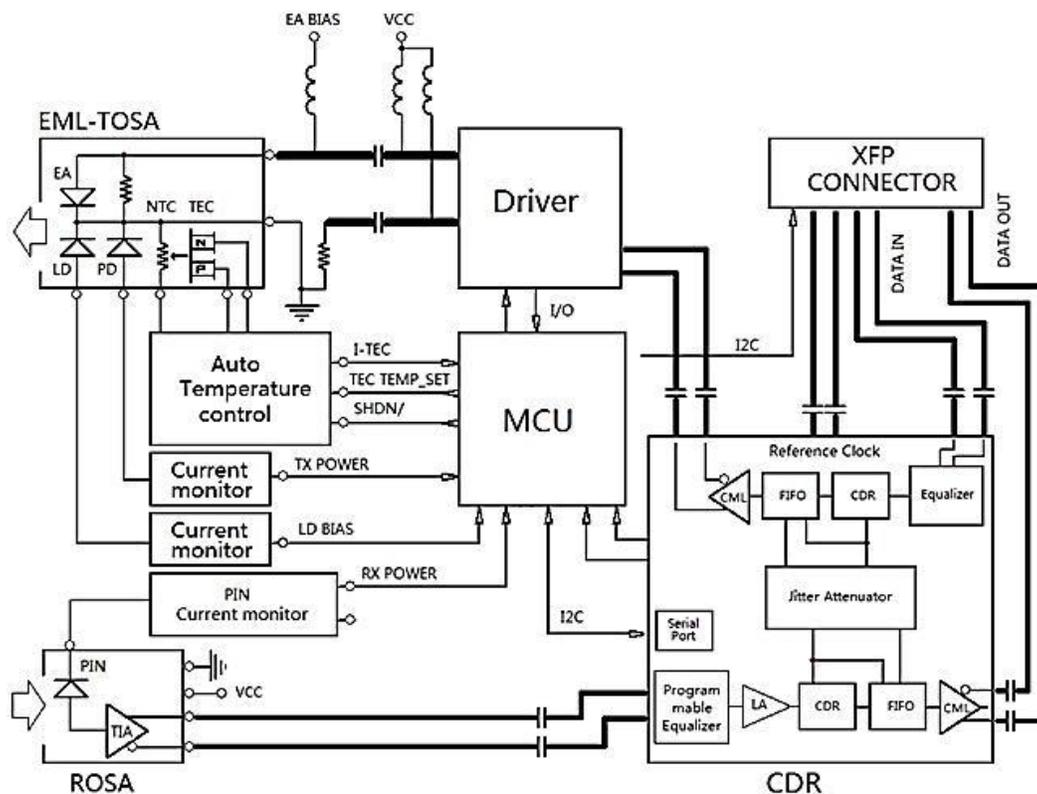 EA BIAS
VCC
EML-TOSA
EA
NTC TEC
N
P
LD
PD
Driver
XFP
CONNECTOR
DATA IN
DATA OUT
I/O
I2C
Auto
Temperature
control
I-TEC
TEC TEMP_SET
SHDN/
MCU
Current
monitor
TX POWER
Current
monitor
LD BIAS
PIN
Current monitor
RX POWER
I2C
Reference Clock
CML
FIFO
CDR
Equalizer
Jitter Attenuator
Serial
Port
Program
mable
Equalizer
LA
CDR
FIFO
CML
PIN
VCC
TIA
ROSA
CDR